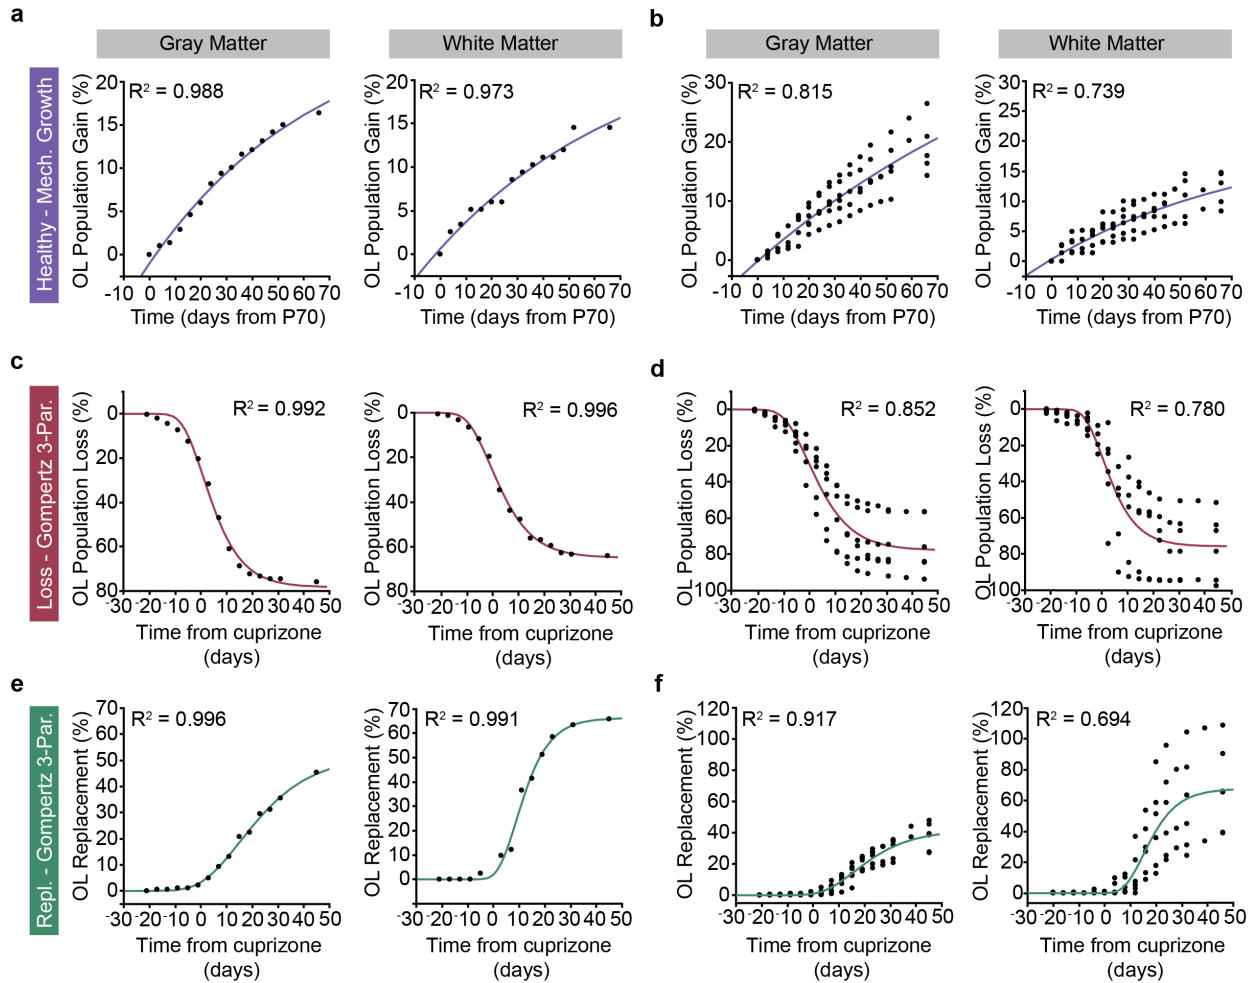 a
Gray Matter
White Matter
b
Gray Matter
White Matter
Healthy - Mech. Growth
OL Population Gain (%)
20
15
10
5
0
R² = 0.988
-10 0 10 20 30 40 50 60 70
Time (days from P70)
OL Population Gain (%)
20
15
10
5
0
R² = 0.973
-10 0 10 20 30 40 50 60 70
Time (days from P70)
OL Population Gain (%)
30
20
10
0
R² = 0.815
-10 0 10 20 30 40 50 60 70
Time (days from P70)
OL Population Gain (%)
30
25
20
15
10
5
0
R² = 0.739
-10 0 10 20 30 40 50 60 70
Time (days from P70)
c
d
Loss - Gompertz 3-Par.
OL Population Loss (%)
0
20
40
60
80
R² = 0.992
-30 -20 -10 0 10 20 30 40 50
Time from cuprizone
(days)
OL Population Loss (%)
0
20
40
60
80
R² = 0.996
-30 -20 -10 0 10 20 30 40 50
Time from cuprizone
(days)
OL Population Loss (%)
0
20
40
60
80
100
R² = 0.852
-30 -20 -10 0 10 20 30 40 50
Time from cuprizone
(days)
OL Population Loss (%)
0
20
40
60
80
100
R² = 0.780
-30 -20 -10 0 10 20 30 40 50
Time from cuprizone
(days)
e
f
Repl. - Gompertz 3-Par.
OL Replacement (%)
70
60
50
40
30
20
10
0
R² = 0.996
-30 -20 -10 0 10 20 30 40 50
Time from cuprizone
(days)
OL Replacement (%)
70
60
50
40
30
20
10
0
R² = 0.991
-30 -20 -10 0 10 20 30 40 50
Time from cuprizone
(days)
OL Replacement (%)
120
100
80
60
40
20
0
R² = 0.917
-30 -20 -10 0 10 20 30 40 50
Time from cuprizone
(days)
OL Replacement (%)
120
100
80
60
40
20
0
R² = 0.694
-30 -20 -10 0 10 20 30 40 50
Time from cuprizone
(days)